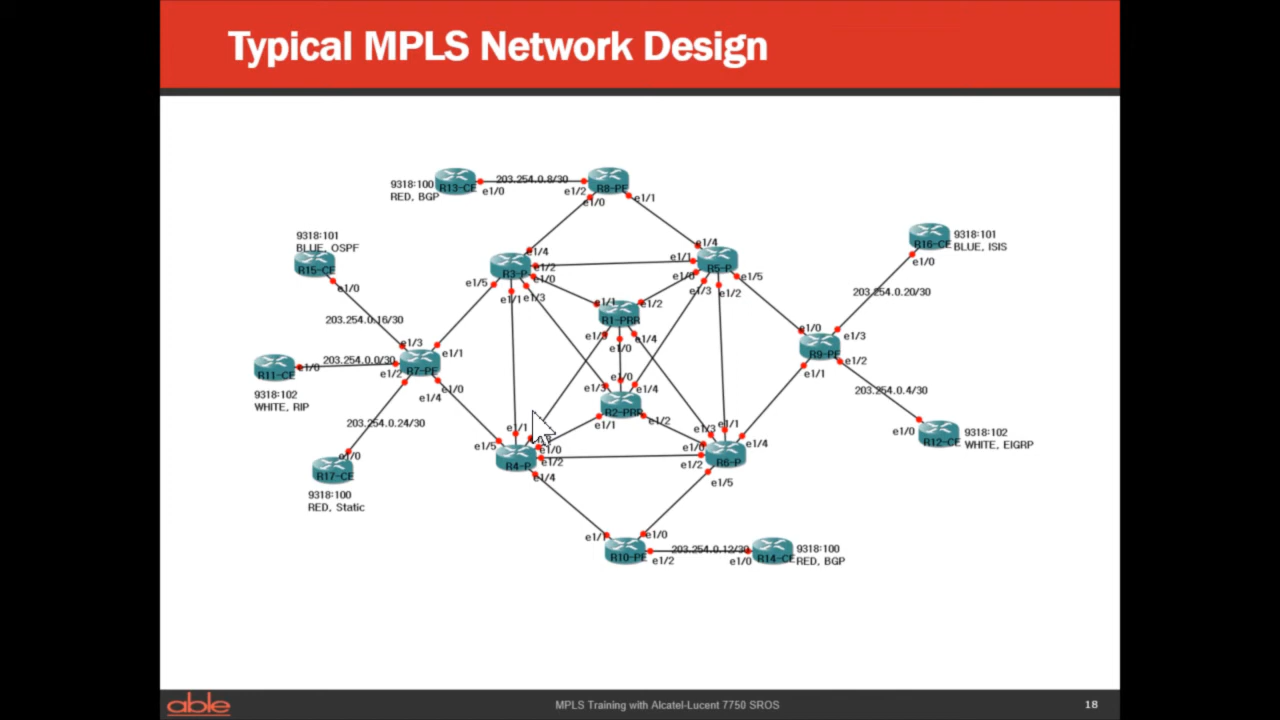 Typical MPLS Network Design
9318:100
RED, BGP
R13-CE
e1/0
203.254.0.8/30
e1/2
R8-PE
e1/0
e1/1
9318:101
BLUE, OSPF
R15-CE
e1/0
203.254.0.16/30
R16-CE
9318:101
BLUE, ISIS
e1/0
203.254.0.20/30
e1/4
R3-P
e1/2
e1/0
e1/5
e1/1
e1/3
e1/4
e1/1
R5-P
e1/0
e1/5
e1/3
e1/2
e1/1
e1/2
R1-PRR
e1/4
e1/0
R11-CE
e1/0
203.254.0.0/30
9318:102
WHITE, RIP
e1/3
e1/1
R7-PE
e1/2
e1/0
e1/4
203.254.0.24/30
e1/0
R17-CE
9318:100
RED, Static
e1/0
e1/3
R9-PE
e1/2
e1/1
203.254.0.4/30
e1/0
R12-CE
9318:102
WHITE, EIGRP
e1/0
e1/3
e1/4
R2-PRR
e1/1
e1/2
e1/1
e1/5
e1/0
R4-P
e1/2
e1/4
e1/3
e1/1
e1/0
e1/4
e1/2
R6-P
e1/5
e1/0
R10-PE
e1/2
203.254.0.12/30
e1/0
R14-CE
9318:100
RED, BGP
able
MPLS Training with Alcatel-Lucent 7750 SROS
18